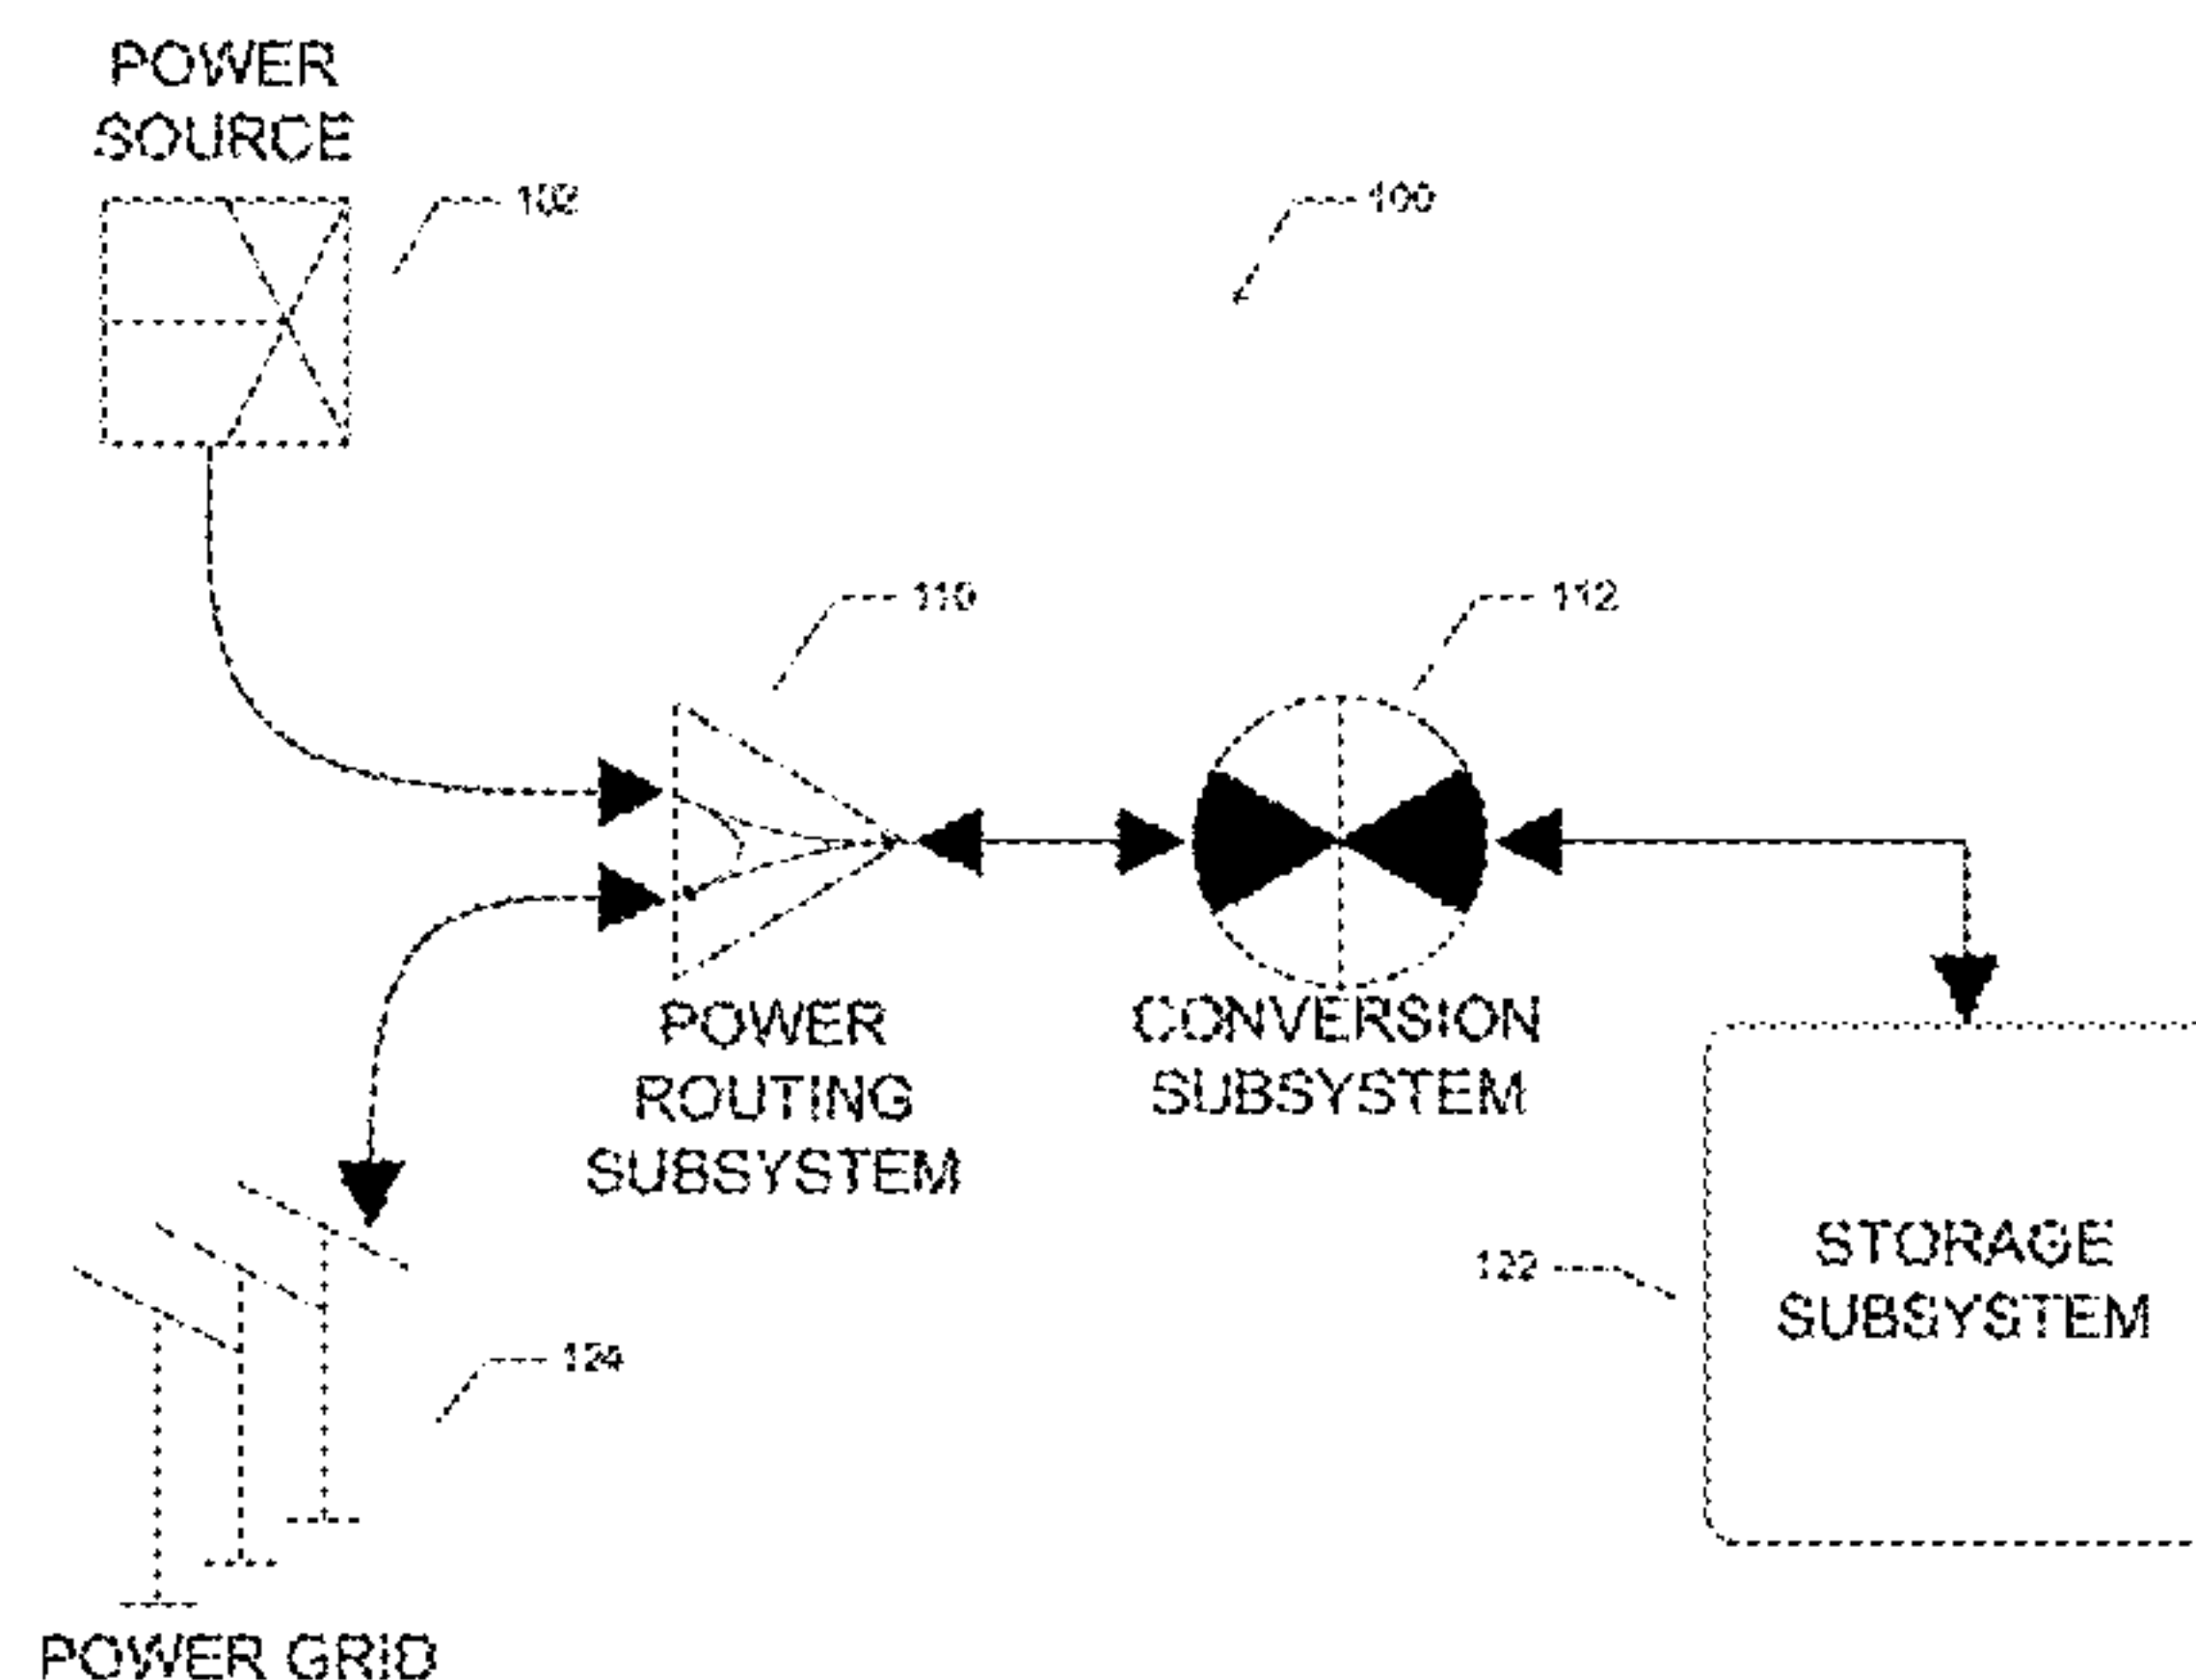 POWER
SOURCE
102
100
110
112
POWER
ROUTING
SUBSYSTEM
CONVERSION
SUBSYSTEM
122
STORAGE
SUBSYSTEM
124
POWER GRID